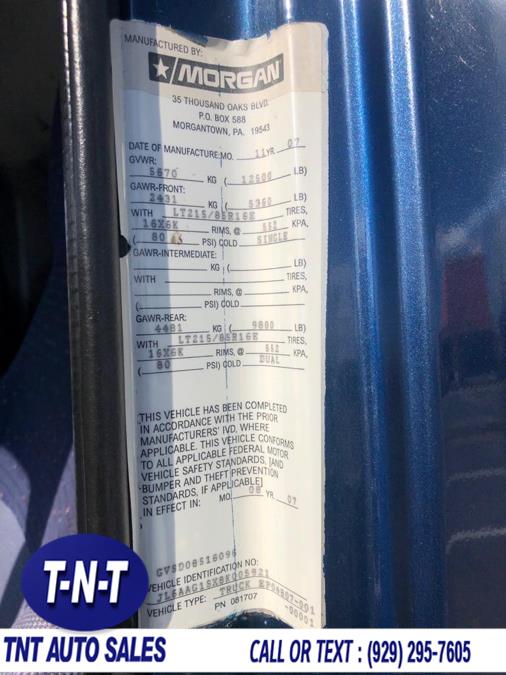 MANUFACTURED BY:
MORGAN
35 THOUSAND OAKS BLVD.
P.O. BOX 588
MORGANTOWN, PA. 19543
DATE OF MANUFACTURE: MO. 11 YR. 07
GVWR:
5670 KG ( 12500 LB)
GAWR-FRONT:
2431 KG ( 5360 LB)
WITH LT215/85R16E TIRES,
16X6K RIMS, @ 552 KPA,
( 80 PSI) COLD SINGLE
GAWR-INTERMEDIATE:
KG ( LB)
WITH TIRES,
RIMS, @ KPA,
( PSI) COLD
GAWR-REAR:
4481 KG ( 9880 LB)
WITH LT215/85R16E TIRES,
16X6K RIMS, @ 552 KPA,
( 80 PSI) COLD DUAL
THIS VEHICLE HAS BEEN COMPLETED
IN ACCORDANCE WITH THE PRIOR
MANUFACTURERS' IVD. WHERE
APPLICABLE. THIS VEHICLE CONFORMS
TO ALL APPLICABLE FEDERAL MOTOR
VEHICLE SAFETY STANDARDS, [AND
BUMPER AND THEFT PREVENTION
STANDARDS, IF APPLICABLE]
IN EFFECT IN: MO. 08 YR. 07
GVSD08516096
VEHICLE IDENTIFICATION NO:
JL6AAG1SX8K005921
VEHICLE TYPE: TRUCK
-00001
PN 081707
T-N-T
TNT AUTO SALES
CALL OR TEXT : (929) 295-7605